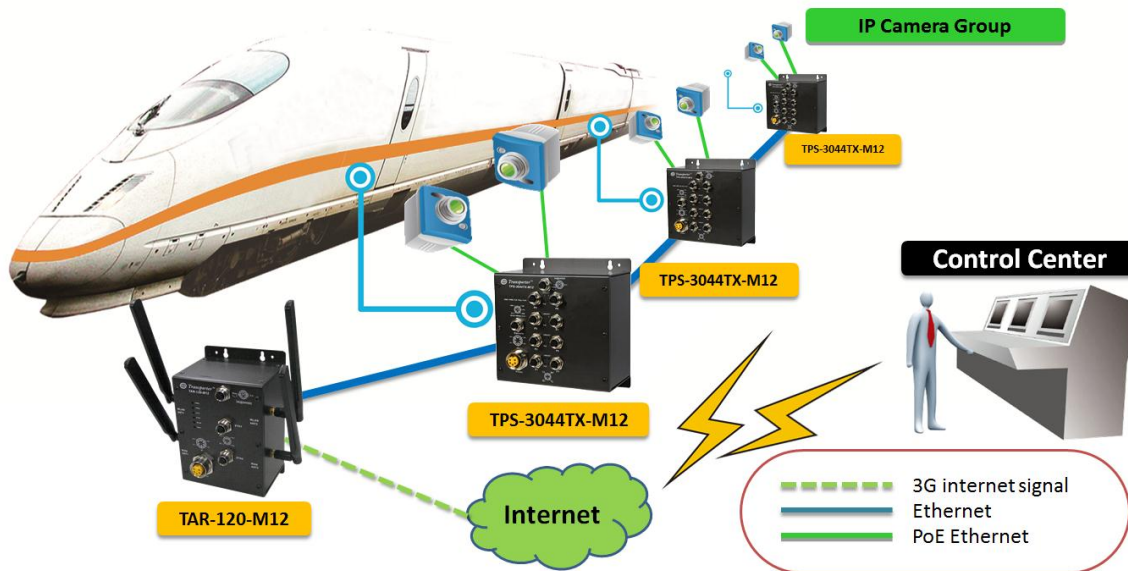 IP Camera Group
TPS-3044TX-M12
TPS-3044TX-M12
Control Center
TPS-3044TX-M12
TAR-120-M12
Internet
3G internet signal
Ethernet
PoE Ethernet